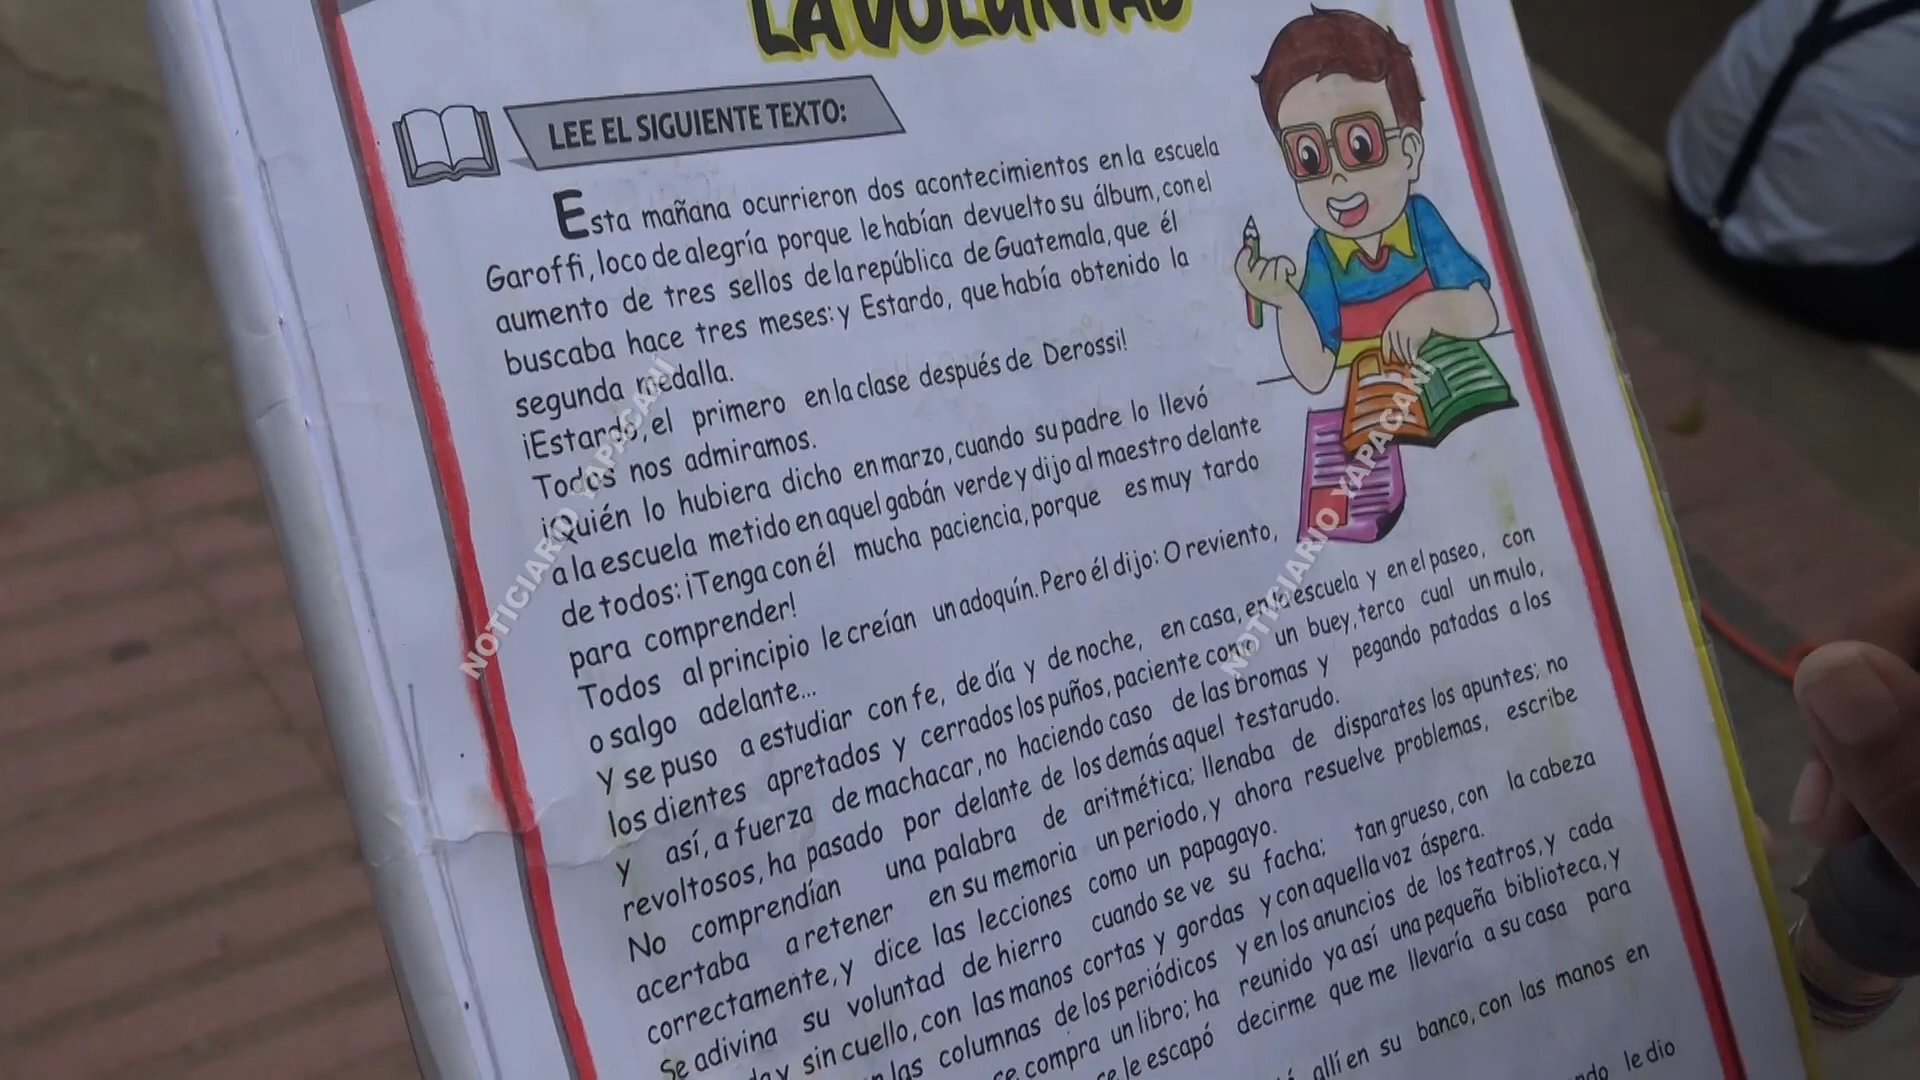 LA VOLUNTAD
LEE EL SIGUIENTE TEXTO:
Esta mañana ocurrieron dos acontecimientos en la escuela
Garoffi, loco de alegría porque le habían devuelto su álbum, con el
aumento de tres sellos de la república de Guatemala, que él
buscaba hace tres meses: y Estardo, que había obtenido la
segunda medalla.
¡Estardo, el primero en la clase después de Derossi!
Todos nos admiramos.
¡Quién lo hubiera dicho en marzo, cuando su padre lo llevó
a la escuela metido en aquel gabán verde y dijo al maestro delante
de todos: ¡Tenga con él mucha paciencia, porque es muy tardo
para comprender!
Todos al principio le creían un adoquín. Pero él dijo: O reviento,
o salgo adelante...
Y se puso a estudiar con fe, de día y de noche, en casa, en la escuela y en el paseo, con
los dientes apretados y cerrados los puños, paciente como un buey, terco cual un mulo,
y así, a fuerza de machacar, no haciendo caso de las bromas y pegando patadas a los
revoltosos, ha pasado por delante de los demás aquel testarudo.
No comprendían una palabra de aritmética; llenaba de disparates los apuntes; no
acertaba a retener en su memoria un periodo, y ahora resuelve problemas, escribe
correctamente, y dice las lecciones como un papagayo.
Se adivina su voluntad de hierro cuando se ve su facha; tan grueso, con la cabeza
y sin cuello, con las manos cortas y gordas y con aquella voz áspera.
las columnas de los periódicos y en los anuncios de los teatros, y cada
compra un libro; ha reunido ya así una pequeña biblioteca, y
le escapó decirme que me llevaría a su casa para
allí en su banco, con las manos en
le dio
NOTICIARIO YAPACANI
NOTICIARIO YAPACANI